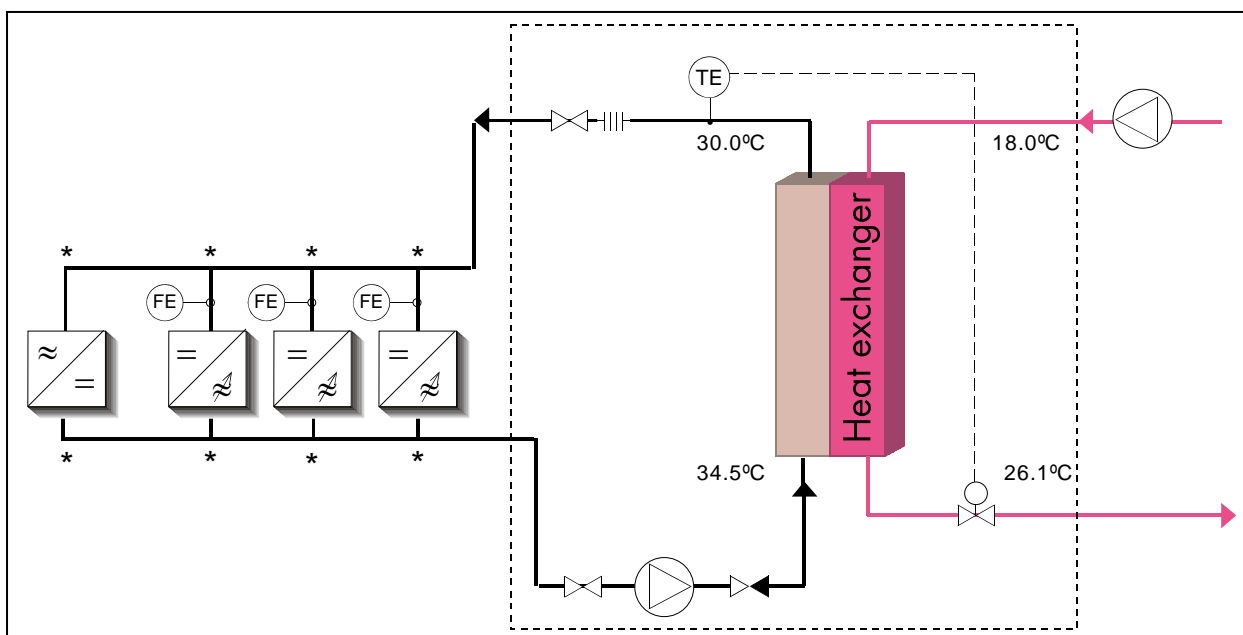 TE
30.0ºC
18.0ºC
Heat exchanger
*
*
*
*
FE
FE
FE
≈
=
=
≈
=
≈
=
≈
*
*
*
*
34.5ºC
26.1ºC